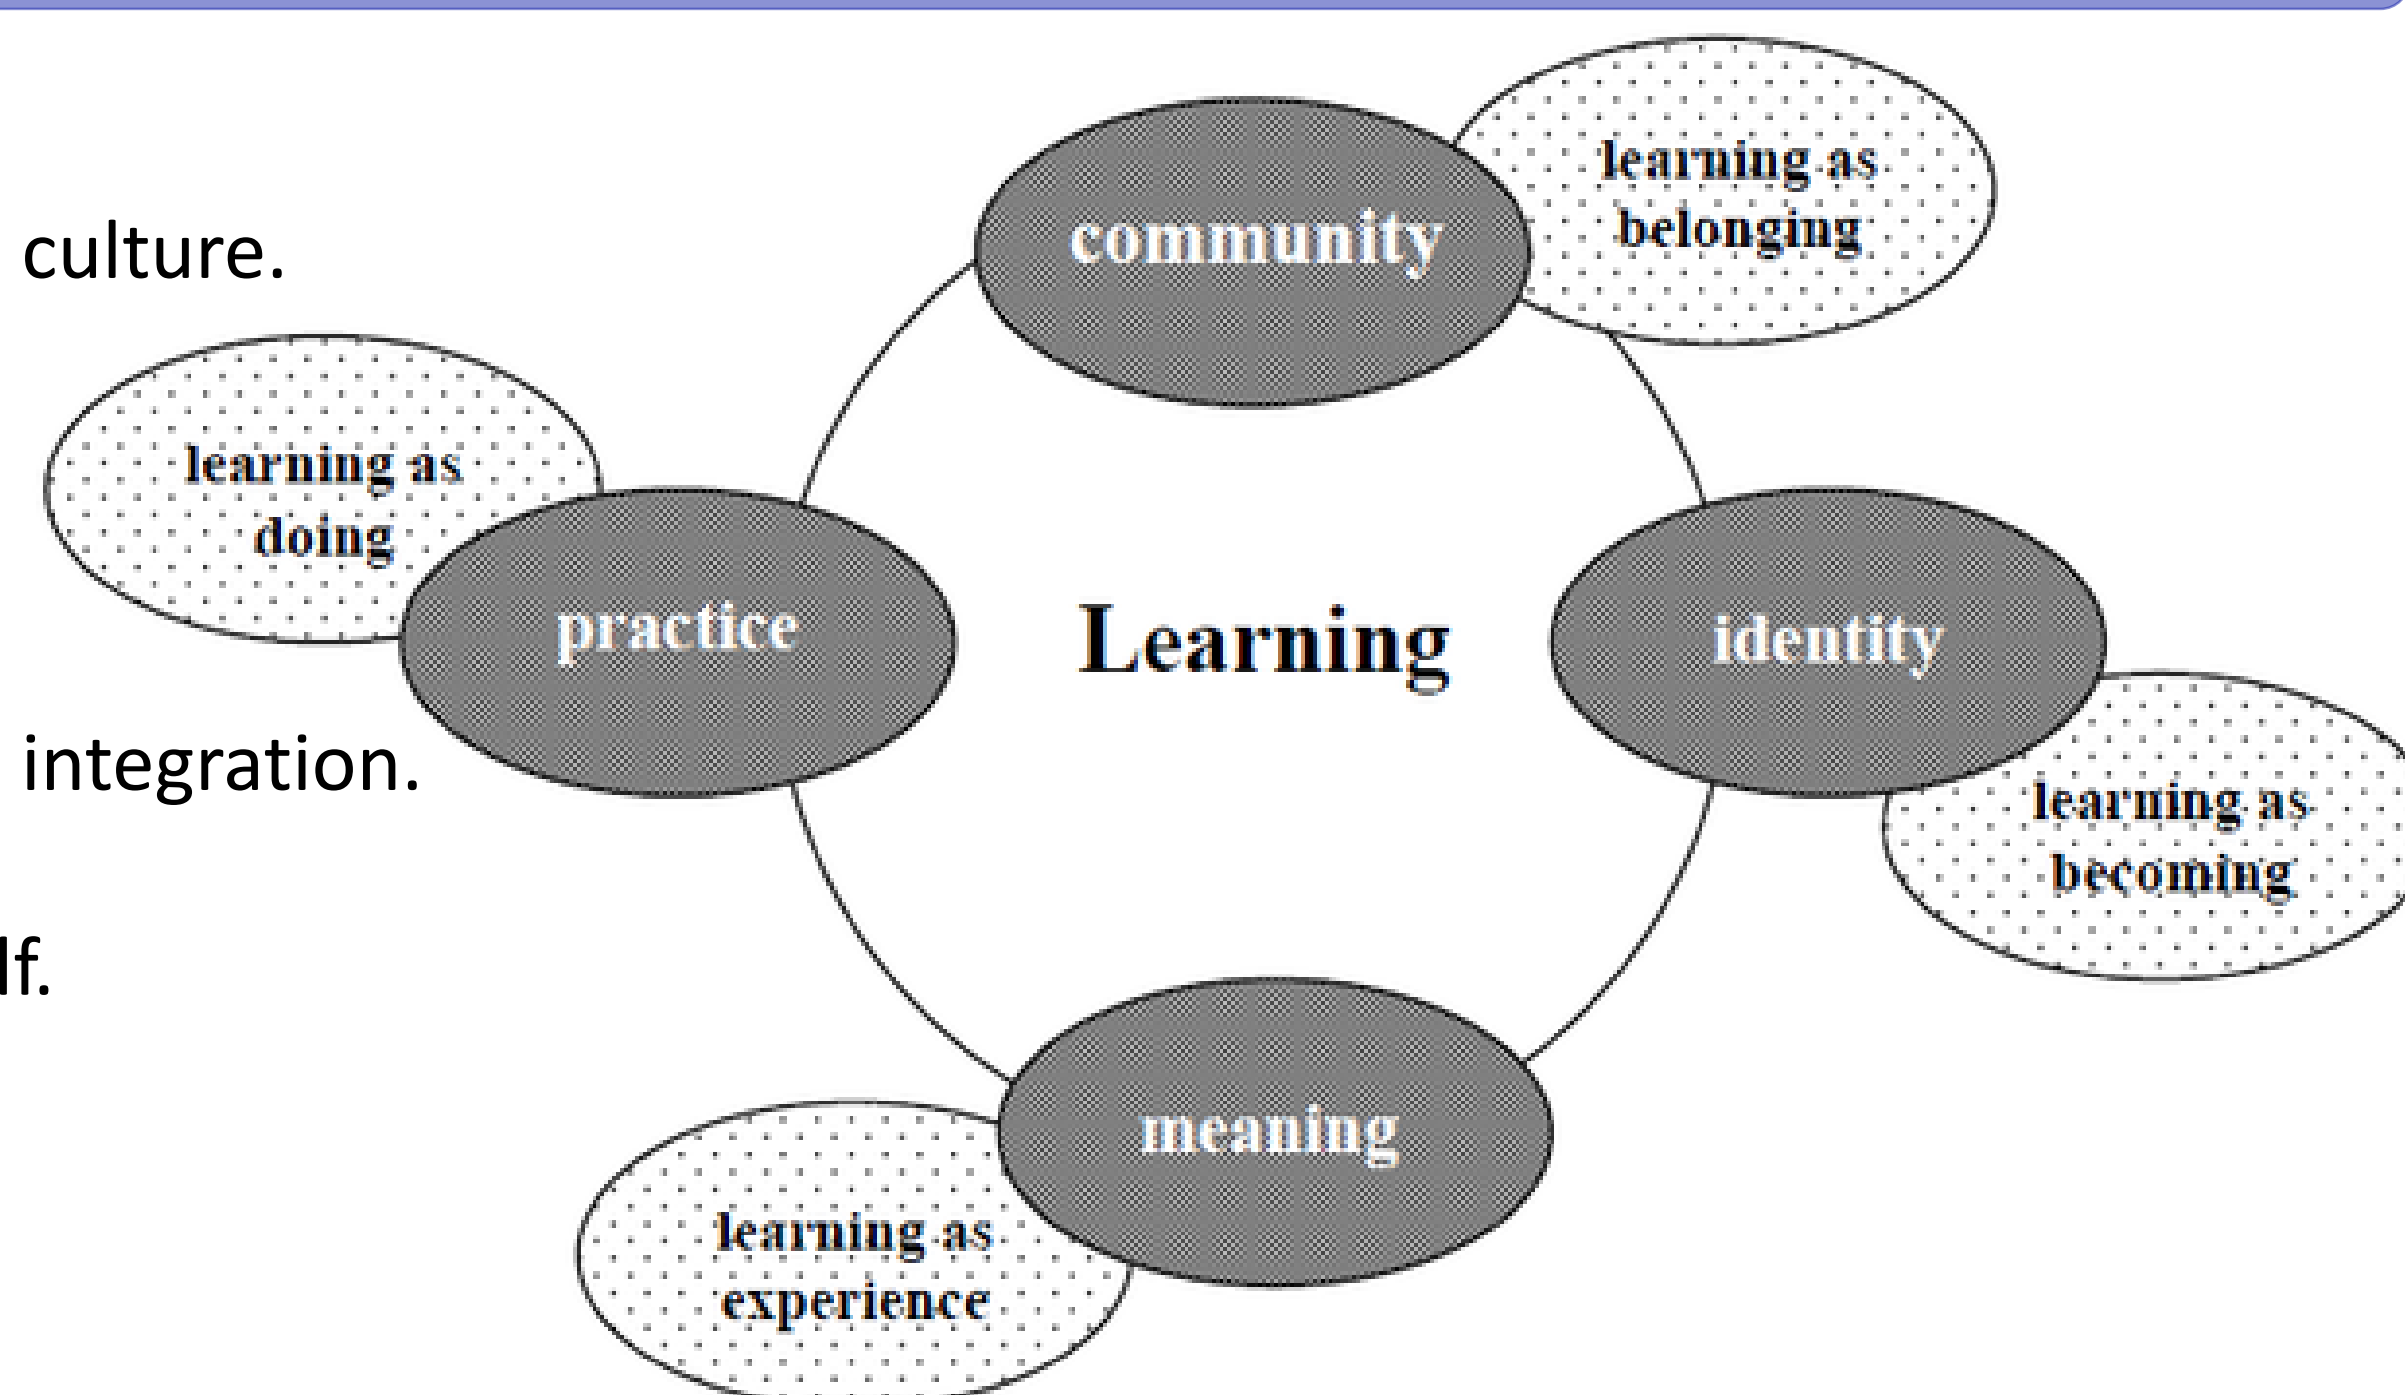 culture.
integration.
lf.
community
learning as
belonging
learning as
doing
practice
Learning
identity
learning as
becoming
meaning
learning as
experience